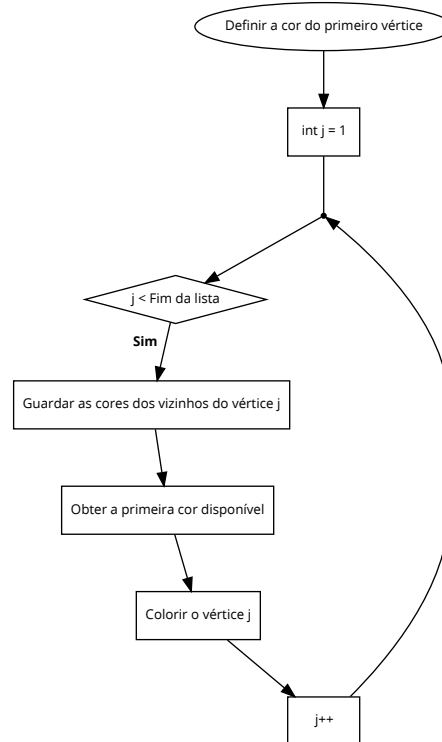 Definir a cor do primeiro vértice
int j = 1
j < Fim da lista
Sim
Guardar as cores dos vizinhos do vértice j
Obter a primeira cor disponível
Colorir o vértice j
j++